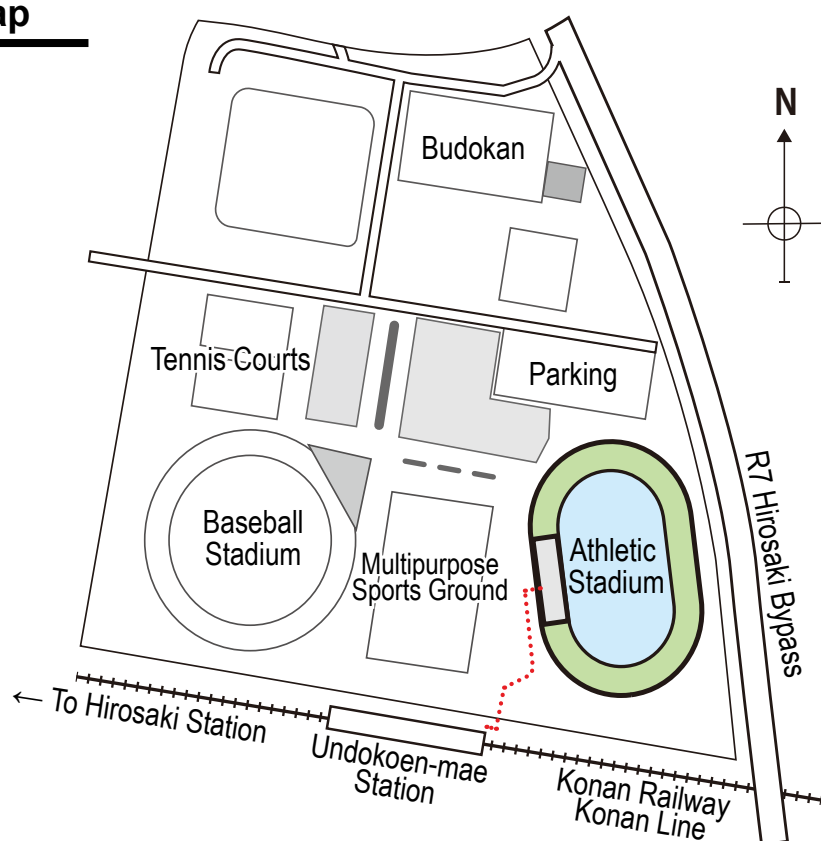 ap
N
Budokan
Tennis Courts
Parking
R7 Hirosaki Bypass
Baseball
Stadium
Multipurpose
Sports Ground
Athletic
Stadium
← To Hirosaki Station
Undokoen-mae
Station
Konan Railway
Konan Line